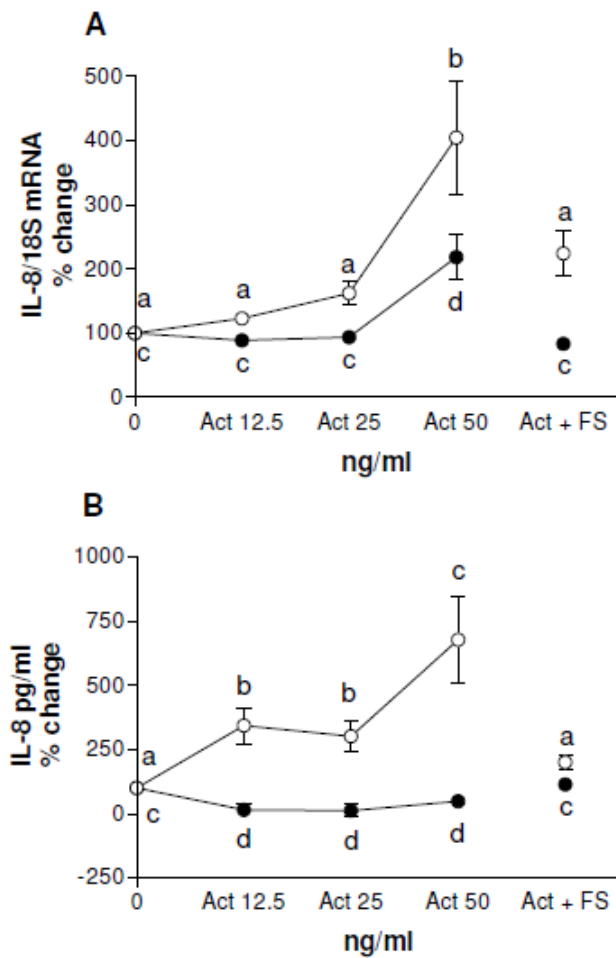 A
IL-8/18S mRNA
% change
500
400
300
200
100
0
a
a
a
b
a
c
c
c
d
c
0 Act 12.5 Act 25 Act 50 Act + FS
ng/ml
B
IL-8 pg/ml
% change
1000
750
500
250
0
-250
a
b
b
c
a
c
d
d
d
c
0 Act 12.5 Act 25 Act 50 Act + FS
ng/ml